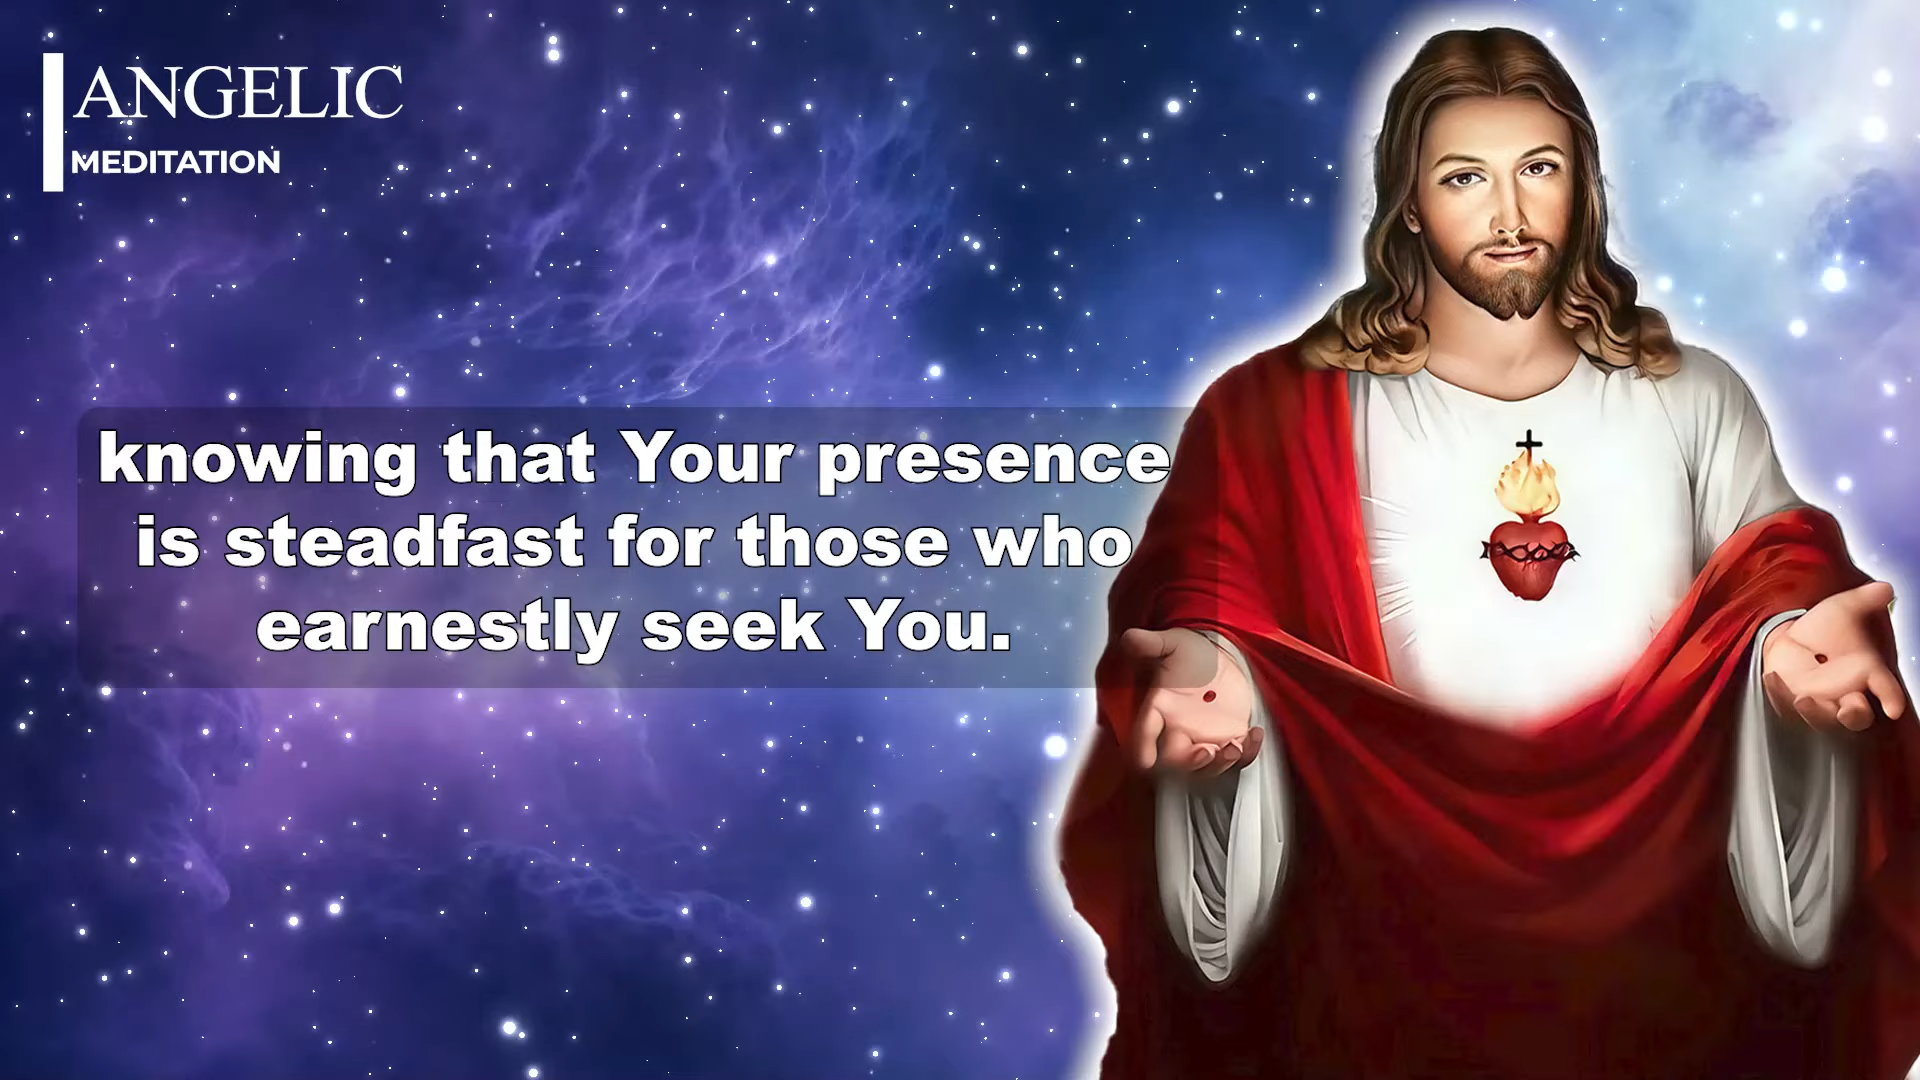 ANGELIC
MEDITATION
knowing that Your presence
is steadfast for those who
earnestly seek You.